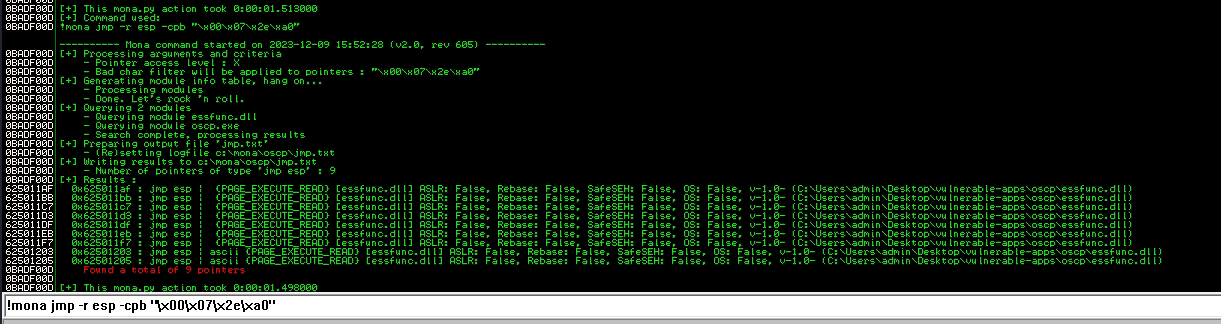 0BADF00D [+] This mona.py action took 0:00:01.513000
0BADF00D [+] Command used:
0BADF00D !mona jmp -r esp -cpb "\x00\x07\x2e\xa0"
---------- Mona command started on 2023-12-09 15:52:28 (v2.0, rev 605) ----------
0BADF00D [+] Processing arguments and criteria
0BADF00D - Pointer access level : X
0BADF00D - Bad char filter will be applied to pointers : "\x00\x07\x2e\xa0"
0BADF00D [+] Generating module info table, hang on...
0BADF00D - Processing modules
0BADF00D - Done. Let's rock 'n roll.
0BADF00D [+] Querying 2 modules
0BADF00D - Querying module essfunc.dll
0BADF00D - Querying module oscp.exe
0BADF00D - Search complete, processing results
0BADF00D [+] Preparing output file 'jmp.txt'
0BADF00D - (Re)setting logfile c:\mona\oscp\jmp.txt
0BADF00D [+] Writing results to c:\mona\oscp\jmp.txt
0BADF00D - Number of pointers of type 'jmp esp' : 9
0BADF00D [+] Results :
625011AF 0x625011af : jmp esp | {PAGE_EXECUTE_READ} [essfunc.dll] ASLR: False, Rebase: False, SafeSEH: False, OS: False, v-1.0- (C:\Users\admin\Desktop\vulnerable-apps\oscp\essfunc.dll)
625011BB 0x625011bb : jmp esp | {PAGE_EXECUTE_READ} [essfunc.dll] ASLR: False, Rebase: False, SafeSEH: False, OS: False, v-1.0- (C:\Users\admin\Desktop\vulnerable-apps\oscp\essfunc.dll)
625011C7 0x625011c7 : jmp esp | {PAGE_EXECUTE_READ} [essfunc.dll] ASLR: False, Rebase: False, SafeSEH: False, OS: False, v-1.0- (C:\Users\admin\Desktop\vulnerable-apps\oscp\essfunc.dll)
625011D3 0x625011d3 : jmp esp | {PAGE_EXECUTE_READ} [essfunc.dll] ASLR: False, Rebase: False, SafeSEH: False, OS: False, v-1.0- (C:\Users\admin\Desktop\vulnerable-apps\oscp\essfunc.dll)
625011DF 0x625011df : jmp esp | {PAGE_EXECUTE_READ} [essfunc.dll] ASLR: False, Rebase: False, SafeSEH: False, OS: False, v-1.0- (C:\Users\admin\Desktop\vulnerable-apps\oscp\essfunc.dll)
625011EB 0x625011eb : jmp esp | {PAGE_EXECUTE_READ} [essfunc.dll] ASLR: False, Rebase: False, SafeSEH: False, OS: False, v-1.0- (C:\Users\admin\Desktop\vulnerable-apps\oscp\essfunc.dll)
625011F7 0x625011f7 : jmp esp | {PAGE_EXECUTE_READ} [essfunc.dll] ASLR: False, Rebase: False, SafeSEH: False, OS: False, v-1.0- (C:\Users\admin\Desktop\vulnerable-apps\oscp\essfunc.dll)
62501203 0x62501203 : jmp esp | ascii {PAGE_EXECUTE_READ} [essfunc.dll] ASLR: False, Rebase: False, SafeSEH: False, OS: False, v-1.0- (C:\Users\admin\Desktop\vulnerable-apps\oscp\essfunc.dll)
62501205 0x62501205 : jmp esp | ascii {PAGE_EXECUTE_READ} [essfunc.dll] ASLR: False, Rebase: False, SafeSEH: False, OS: False, v-1.0- (C:\Users\admin\Desktop\vulnerable-apps\oscp\essfunc.dll)
0BADF00D Found a total of 9 pointers
0BADF00D
0BADF00D [+] This mona.py action took 0:00:01.498000
!mona jmp -r esp -cpb "\x00\x07\x2e\xa0"